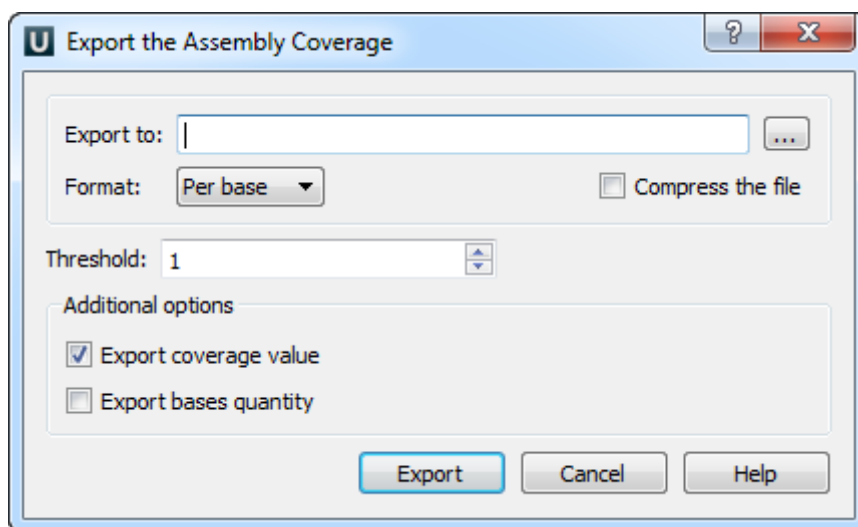 U Export the Assembly Coverage ? X
Export to: ...
Format: Per base Compress the file
Threshold: 1
Additional options
Export coverage value
Export bases quantity
Export Cancel Help